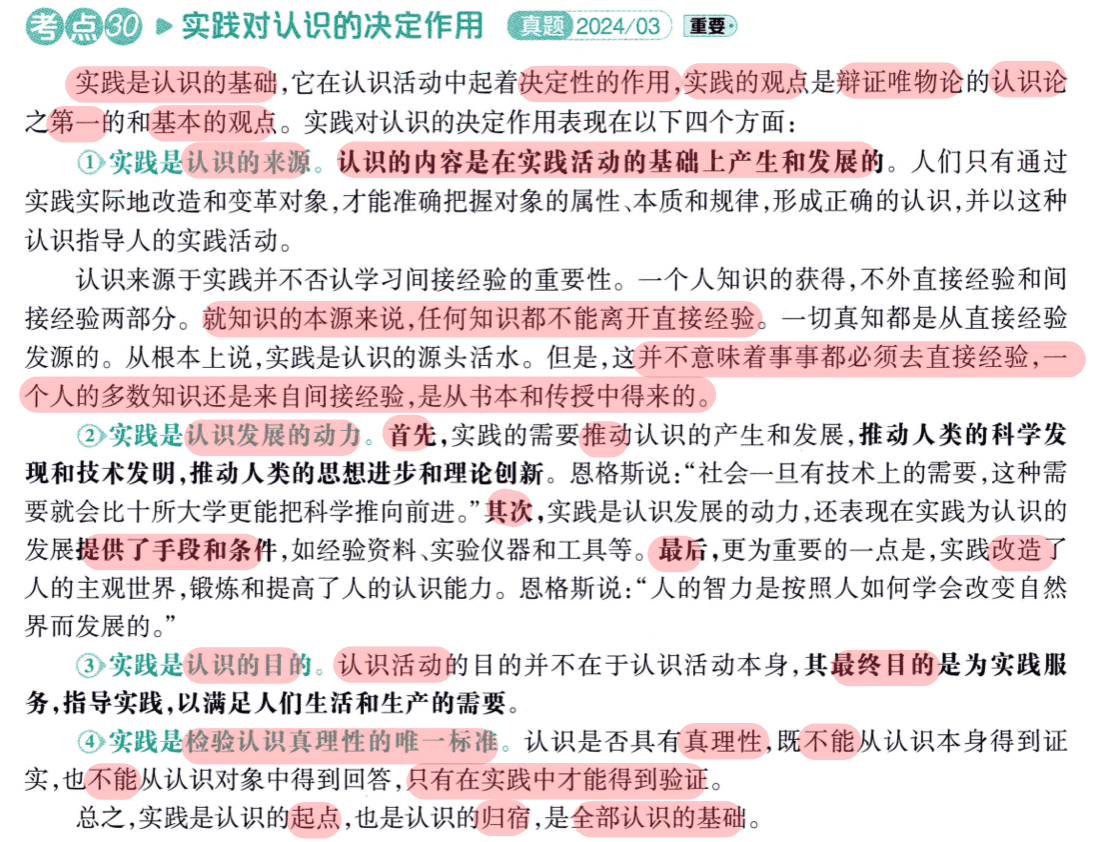 考点30 ▶ 实践对认识的决定作用 真题 2024/03 重要
实践是认识的基础,它在认识活动中起着决定性的作用,实践的观点是辩证唯物论的认识论
之第一的和基本的观点。实践对认识的决定作用表现在以下四个方面:
①实践是认识的来源。认识的内容是在实践活动的基础上产生和发展的。人们只有通过
实践实际地改造和变革对象,才能准确把握对象的属性、本质和规律,形成正确的认识,并以这种
认识指导人的实践活动。
认识来源于实践并不否认学习间接经验的重要性。一个人知识的获得,不外直接经验和间
接经验两部分。就知识的本源来说,任何知识都不能离开直接经验。一切真知都是从直接经验
发源的。从根本上说,实践是认识的源头活水。但是,这并不意味着事事都必须去直接经验,一
个人的多数知识还是来自间接经验,是从书本和传授中得来的。
②实践是认识发展的动力。首先,实践的需要推动认识的产生和发展,推动人类的科学发
现和技术发明,推动人类的思想进步和理论创新。恩格斯说:“社会一旦有技术上的需要,这种需
要就会比十所大学更能把科学推向前进。”其次,实践是认识发展的动力,还表现在实践为认识的
发展提供了手段和条件,如经验资料、实验仪器和工具等。最后,更为重要的一点是,实践改造了
人的主观世界,锻炼和提高了人的认识能力。恩格斯说:“人的智力是按照人如何学会改变自然
界而发展的。”
③实践是认识的目的。认识活动的目的并不在于认识活动本身,其最终目的是为实践服
务,指导实践,以满足人们生活和生产的需要。
④实践是检验认识真理性的唯一标准。认识是否具有真理性,既不能从认识本身得到证
实,也不能从认识对象中得到回答,只有在实践中才能得到验证。
总之,实践是认识的起点,也是认识的归宿,是全部认识的基础。